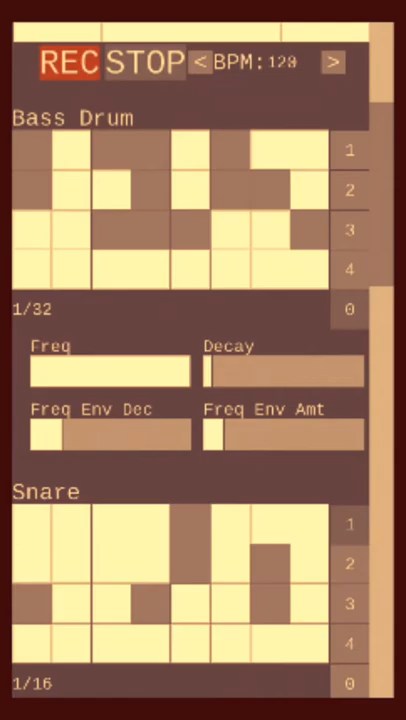 REC STOP < BPM:120 >
Bass Drum
1
2
3
4
1/32 0
Freq Decay
Freq Env Dec Freq Env Amt
Snare
1
2
3
4
1/16 0